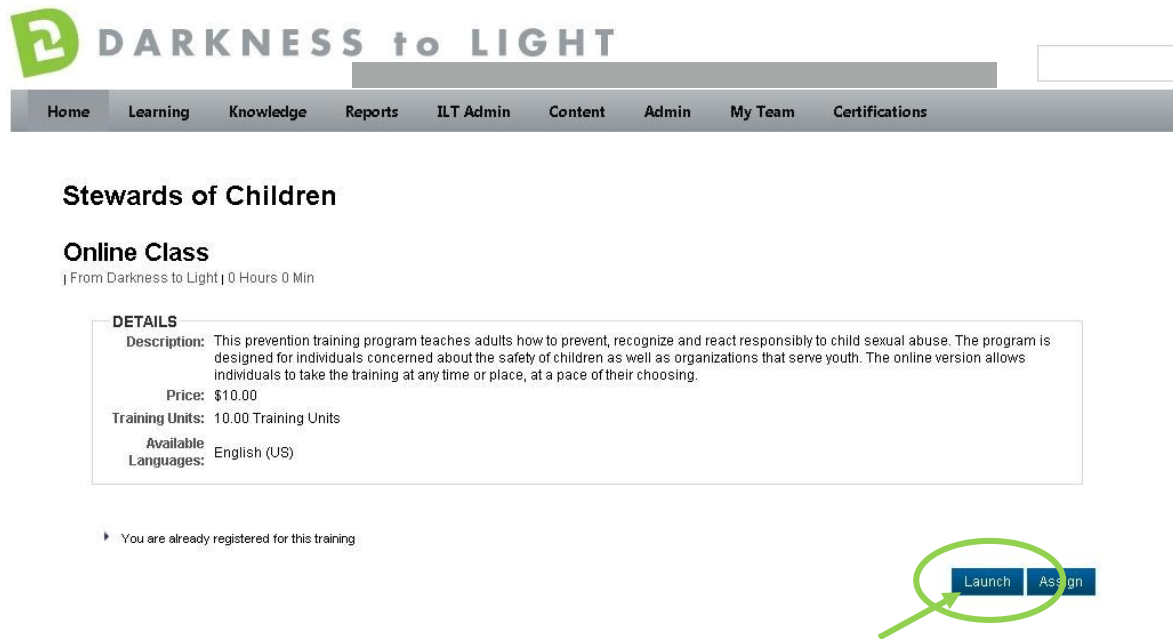 DARKNESS to LIGHT
Home Learning Knowledge Reports ILT Admin Content Admin My Team Certifications
Stewards of Children
Online Class
| From Darkness to Light | 0 Hours 0 Min
DETAILS
Description: This prevention training program teaches adults how to prevent, recognize and react responsibly to child sexual abuse. The program is
designed for individuals concerned about the safety of children as well as organizations that serve youth. The online version allows
individuals to take the training at any time or place, at a pace of their choosing.
Price: $10.00
Training Units: 10.00 Training Units
Available
Languages: English (US)
You are already registered for this training
Launch Assign